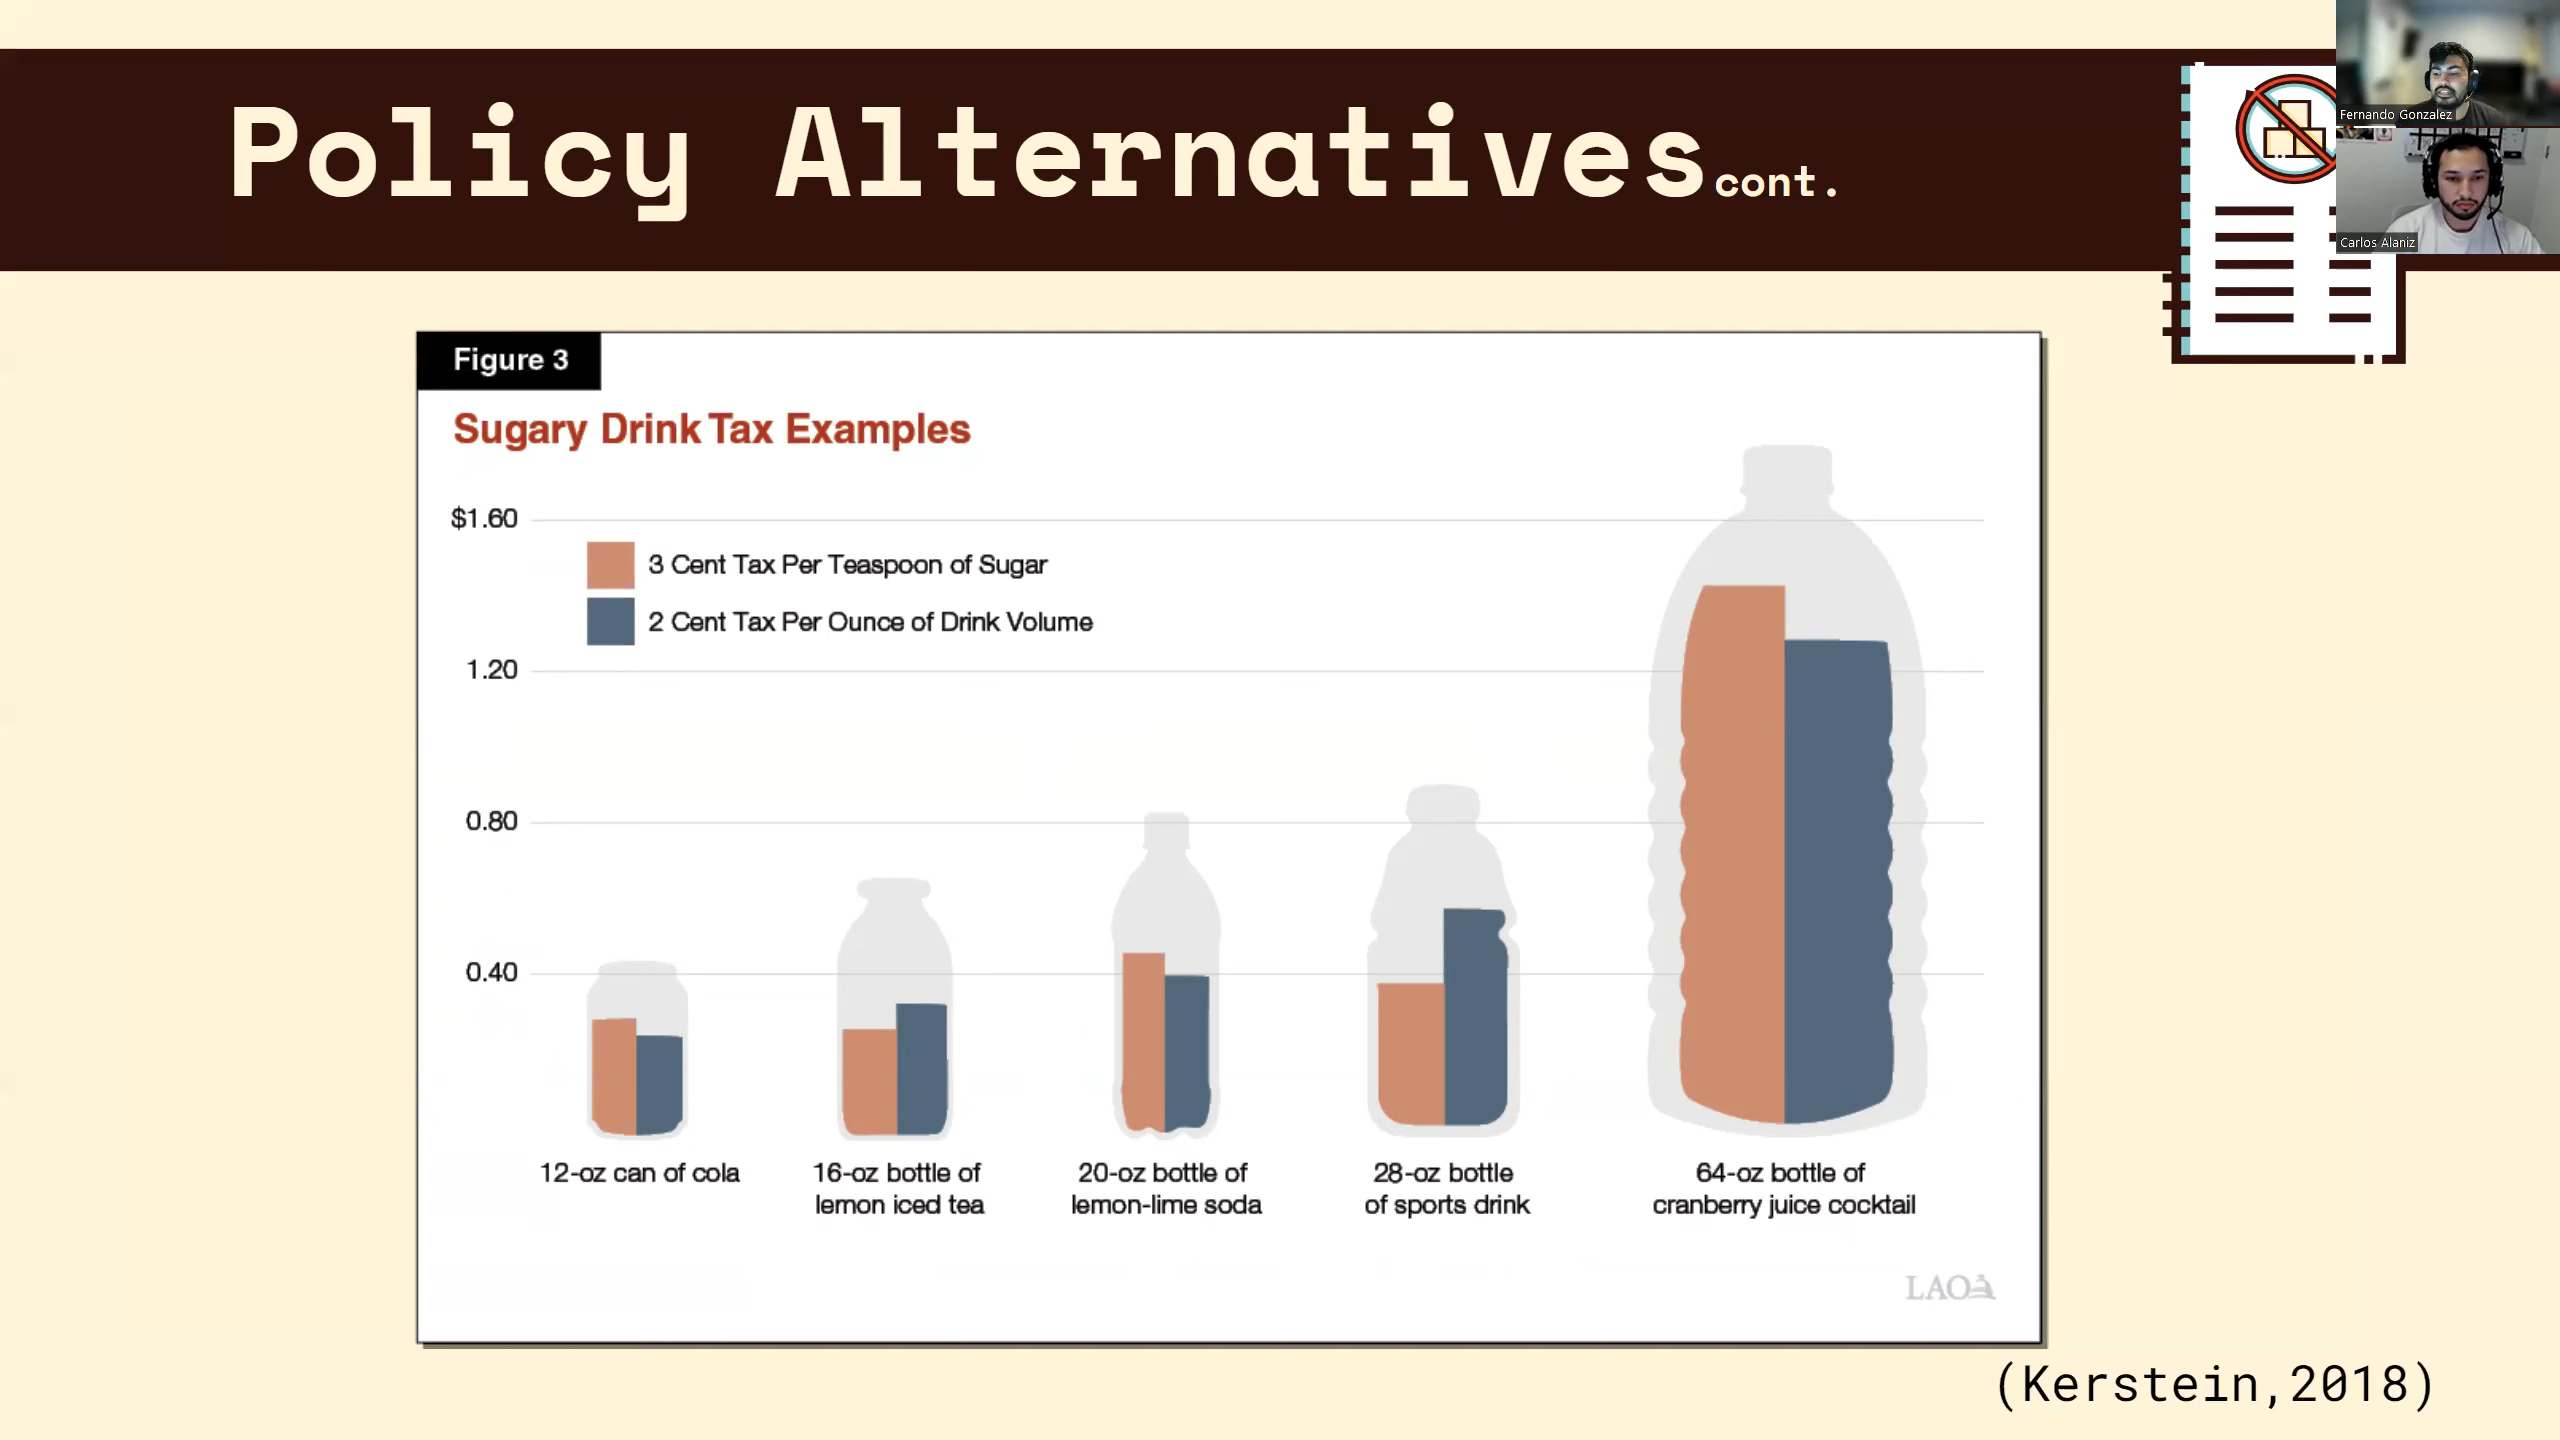 Policy Alternatives cont.
Fernando Gonzalez
Carlos Alaniz
Figure 3
Sugary Drink Tax Examples
$1.60
3 Cent Tax Per Teaspoon of Sugar
2 Cent Tax Per Ounce of Drink Volume
1.20
0.80
0.40
12-oz can of cola
16-oz bottle of
lemon iced tea
20-oz bottle of
lemon-lime soda
28-oz bottle
of sports drink
64-oz bottle of
cranberry juice cocktail
LAO
(Kerstein,2018)